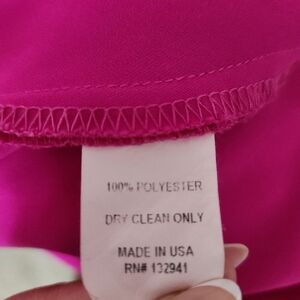 100% POLYESTER
DRY CLEAN ONLY
MADE IN USA
RN# 132941